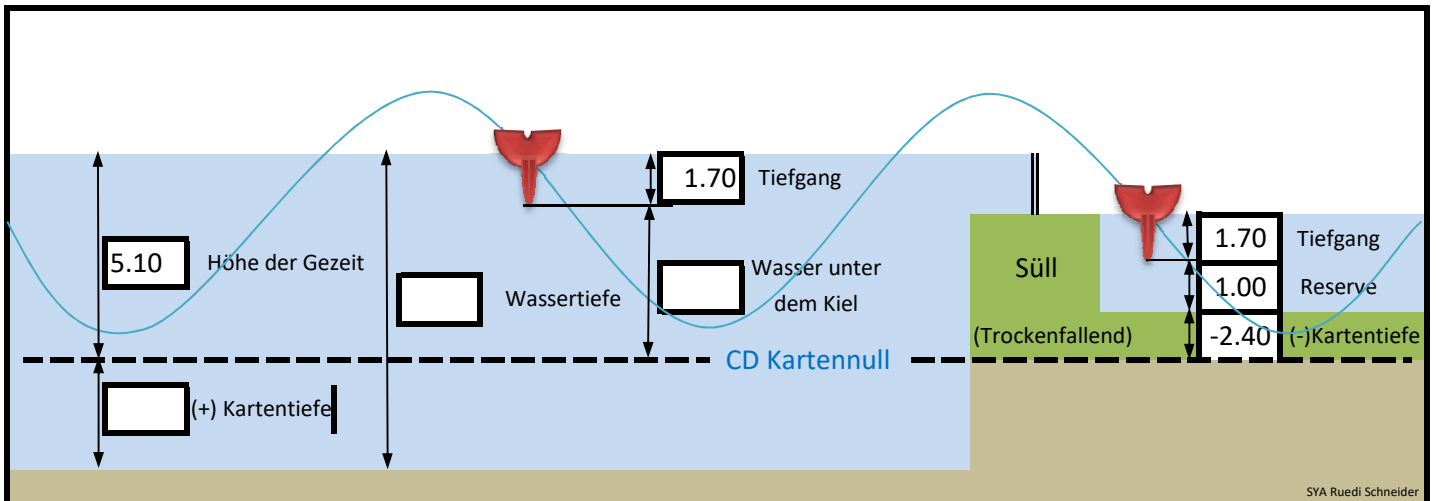 1.70 Tiefgang
5.10 Höhe der Gezeit
Wassertiefe
Wasser unter
dem Kiel
Süll
1.70 Tiefgang
1.00 Reserve
(Trockenfallend)
-2.40 (-)Kartentiefe
CD Kartennull
(+) Kartentiefe
SYA Ruedi Schneider